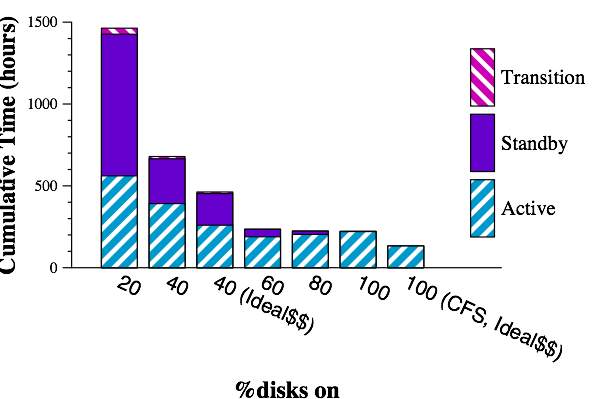 Cumulative Time (hours)
1500
1000
500
0
Transition
Standby
Active
20
40
40 (Ideal$$)
60
80
100
100 (CFS, Ideal$$)
%disks on